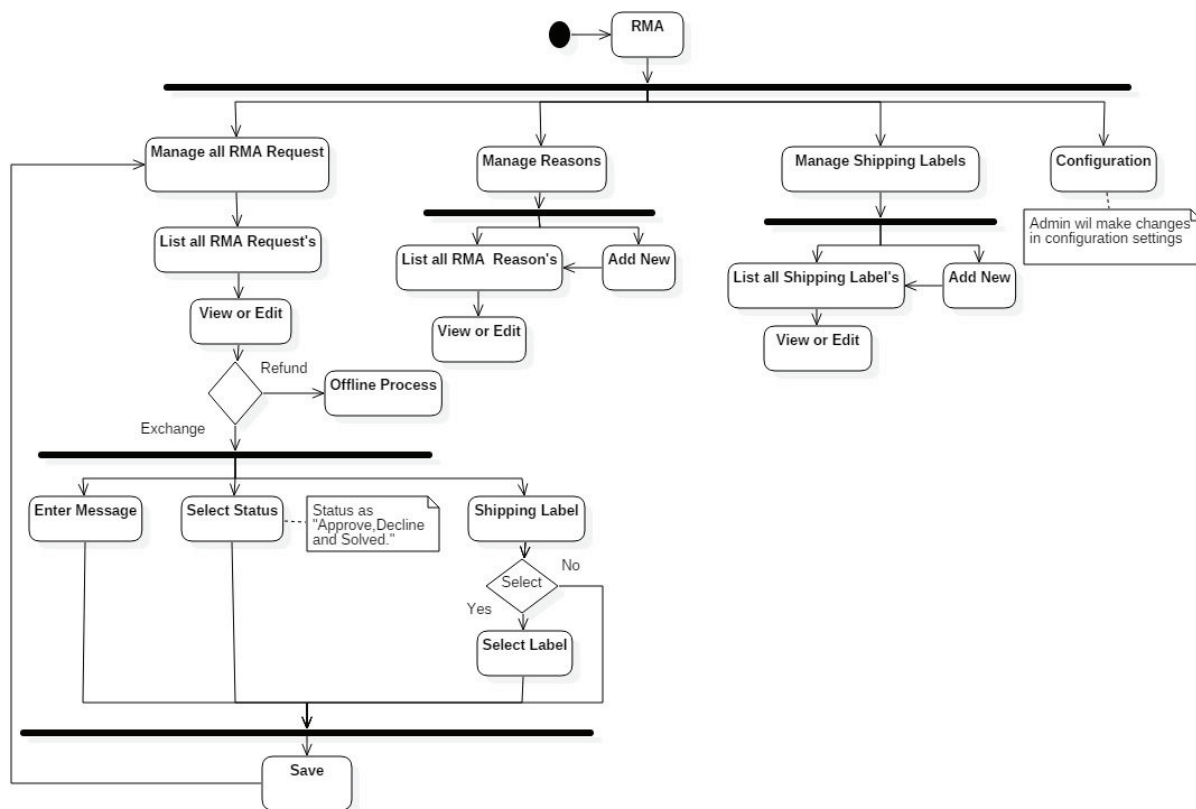 RMA
Manage all RMA Request
Manage Reasons
Manage Shipping Labels
Configuration
Admin wil make changes
in configuration settings
List all RMA Request's
List all RMA  Reason's
Add New
List all Shipping Label's
Add New
View or Edit
View or Edit
View or Edit
Refund
Offline Process
Exchange
Enter Message
Select Status
Status as
"Approve,Decline
and Solved."
Shipping Label
No
Select
Yes
Select Label
Save